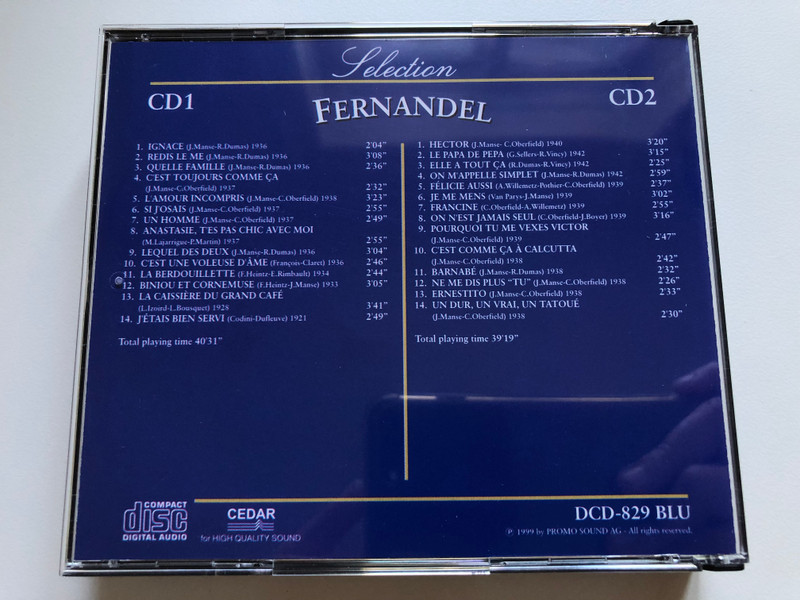 Selection
CD1
FERNANDEL
CD2
1. IGNACE (J.Manse-R.Dumas) 1936 2'04"
2. REDIS LE ME (J.Manse-R.Dumas) 1936 3'08"
3. QUELLE FAMILLE (J.Manse-R.Dumas) 1936 2'36"
4. C'EST TOUJOURS COMME ÇA
(J.Manse-C.Oberfield) 1937 2'32"
5. L'AMOUR INCOMPRIS (J.Manse-C.Oberfield) 1938 3'23"
6. SI J'OSAIS (J.Manse-C.Oberfield) 1937 2'55"
7. UN HOMME (J.Manse-C.Oberfield) 1937 2'49"
8. ANASTASIE, T'ES PAS CHIC AVEC MOI
(M.Lajarrigue-P.Martin) 1937 2'55"
9. LEQUEL DES DEUX (J.Manse-R.Dumas) 1936 3'04"
10. C'EST UNE VOLEUSE D'ÂME (François-Claret) 1936 2'46"
11. LA BERDOUILLETTE (F.Heintz-E.Rimbault) 1934 2'44"
12. BINIOU ET CORNEMUSE (F.Heintz-J.Manse) 1933 3'05"
13. LA CAISSIÈRE DU GRAND CAFÉ
(L.Izoird-L.Bousquet) 1928 3'41"
14. J'ÉTAIS BIEN SERVI (Codini-Dufleuve) 1921 2'49"
Total playing time 40'31"
1. HECTOR (J.Manse- C.Oberfield) 1940 3'20"
2. LE PAPA DE PEPA (G.Sellers-R.Vincy) 1942 3'15"
3. ELLE A TOUT ÇA (R.Dumas-R.Vincy) 1942 2'25"
4. ON M'APPELLE SIMPLET (J.Manse-R.Dumas) 1942 2'59"
5. FÉLICIE AUSSI (A.Willemetz-Pothier-C.Oberfield) 1939 2'37"
6. JE ME MENS (Van Parys-J.Manse) 1939 3'02"
7. FRANCINE (C.Oberfield-A.Willemetz) 1939 2'55"
8. ON N'EST JAMAIS SEUL (C.Oberfield-J.Boyer) 1939 3'16"
9. POURQUOI TU ME VEXES VICTOR
(J.Manse-C.Oberfield) 1939 2'47"
10. C'EST COMME ÇA À CALCUTTA
(J.Manse-C.Oberfield) 1938 2'42"
11. BARNABÉ (J.Manse-R.Dumas) 1938 2'32"
12. NE ME DIS PLUS "TU" (J.Manse-C.Oberfield) 1938 2'26"
13. ERNESTITO (J.Manse-C.Oberfield) 1938 2'33"
14. UN DUR, UN VRAI, UN TATOUÉ
(J.Manse-C.Oberfield) 1938 2'30"
Total playing time 39'19"
COMPACT
disc
DIGITAL AUDIO
CEDAR
for HIGH QUALITY SOUND
DCD-829 BLU
℗ 1999 by PROMO SOUND AG - All rights reserved.